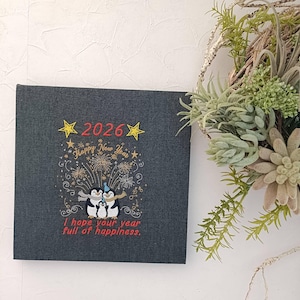 2026
Happy New Year
i hope your year
full of happiness.